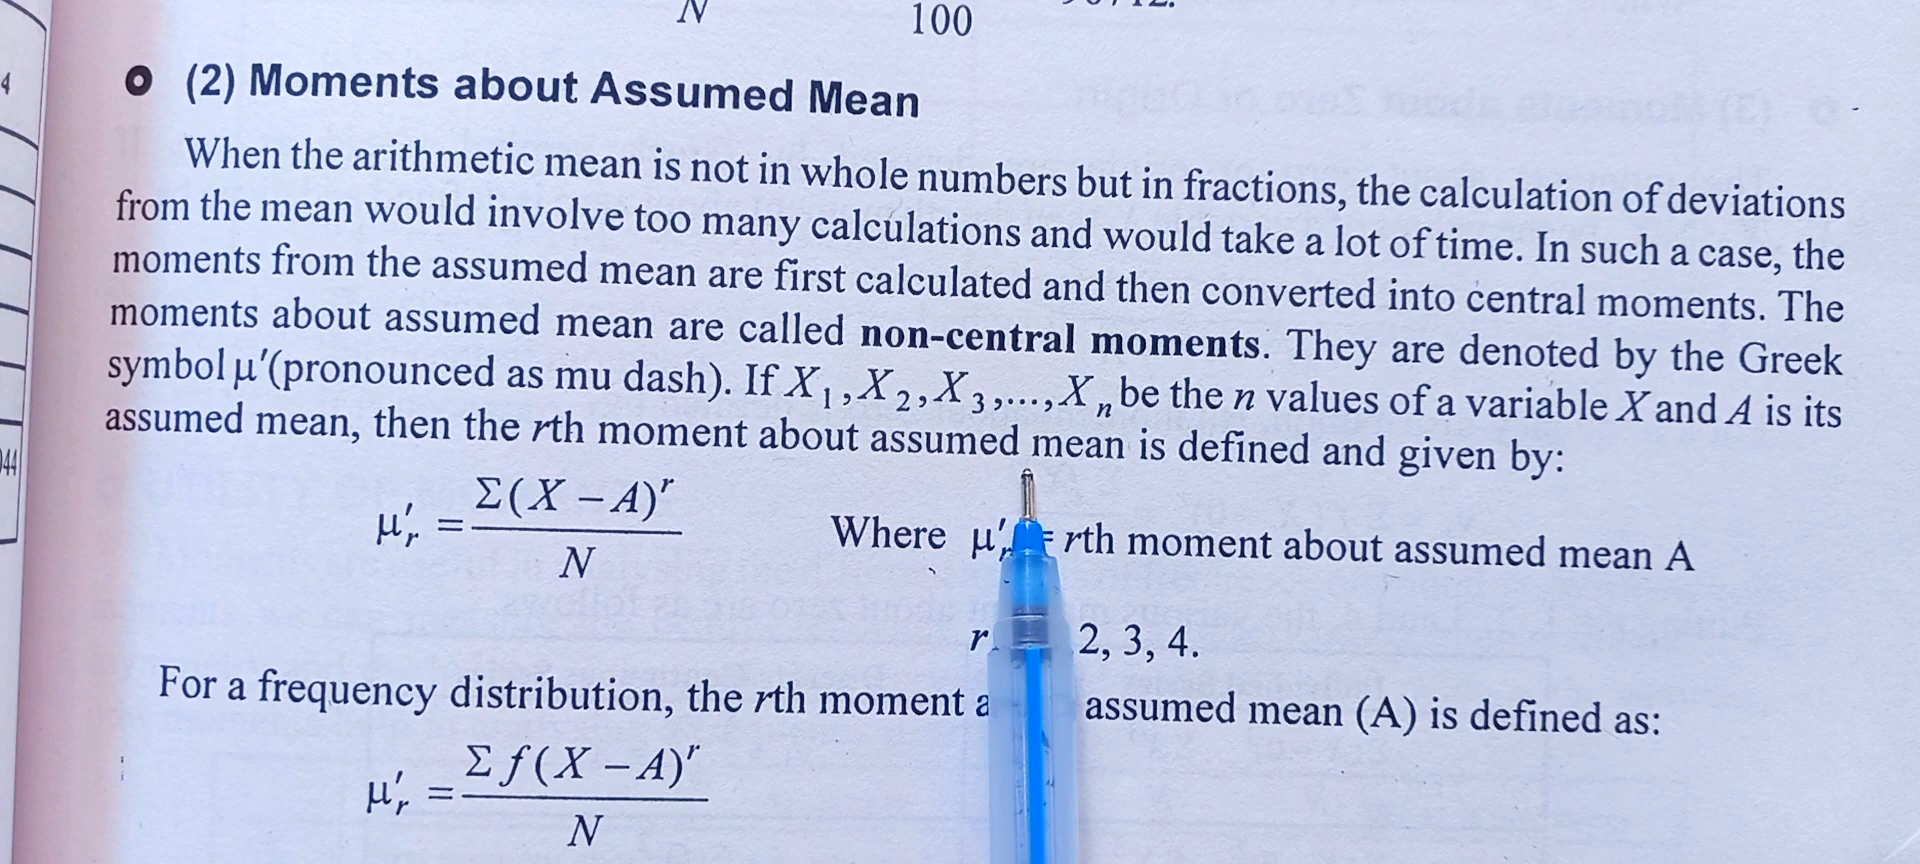 N 100
4
(2) Moments about Assumed Mean
When the arithmetic mean is not in whole numbers but in fractions, the calculation of deviations
from the mean would involve too many calculations and would take a lot of time. In such a case, the
moments from the assumed mean are first calculated and then converted into central moments. The
moments about assumed mean are called non-central moments. They are denoted by the Greek
symbol μ′(pronounced as mu dash). If X₁, X₂, X₃,..., Xₙ be the n values of a variable X and A is its
assumed mean, then the rth moment about assumed mean is defined and given by:
044
μ′ᵣ = Σ(X – A)ʳ / N Where μ′ᵣ = rth moment about assumed mean A
r 2, 3, 4.
For a frequency distribution, the rth moment a assumed mean (A) is defined as:
μ′ᵣ = Σ f(X – A)ʳ / N